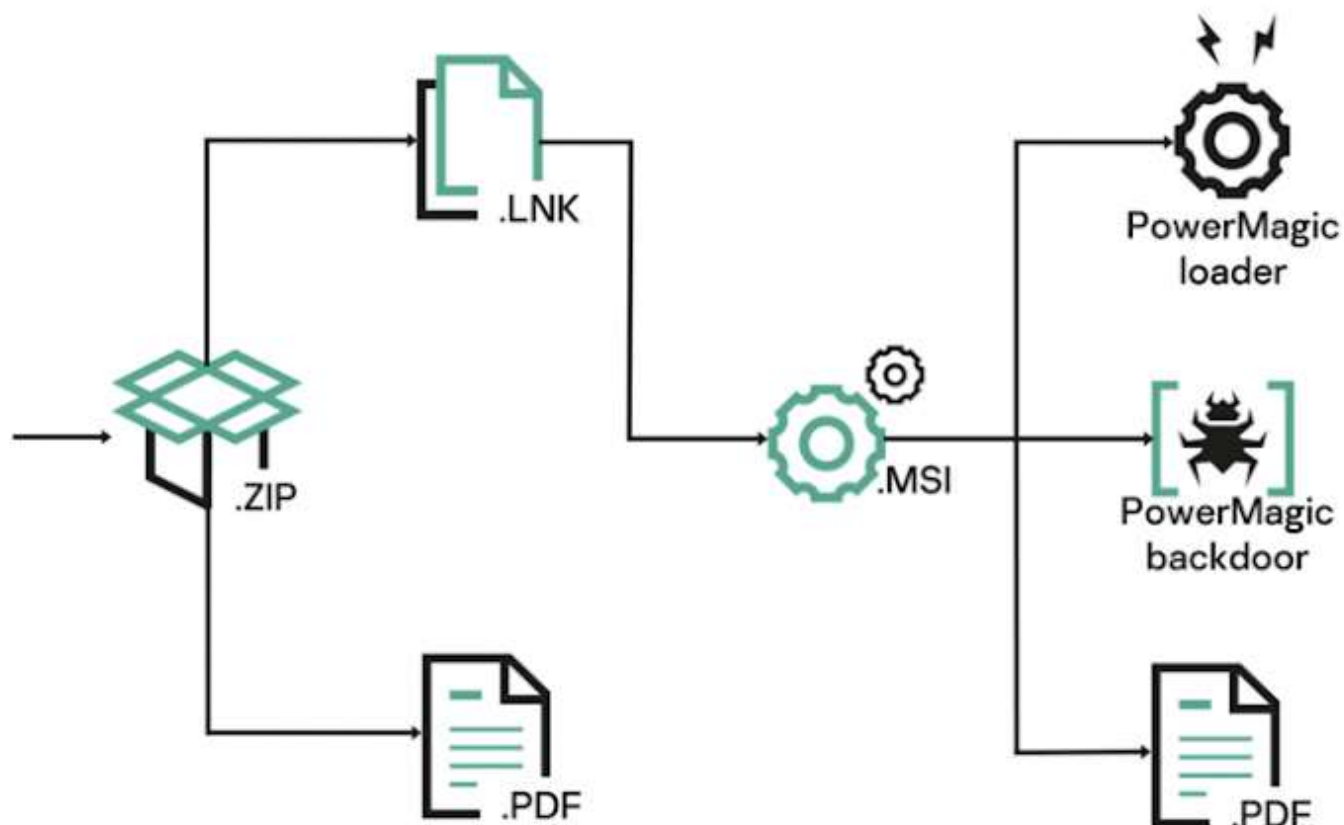 .LNK
PowerMagic
loader
.ZIP
.MSI
PowerMagic
backdoor
.PDF
.PDF